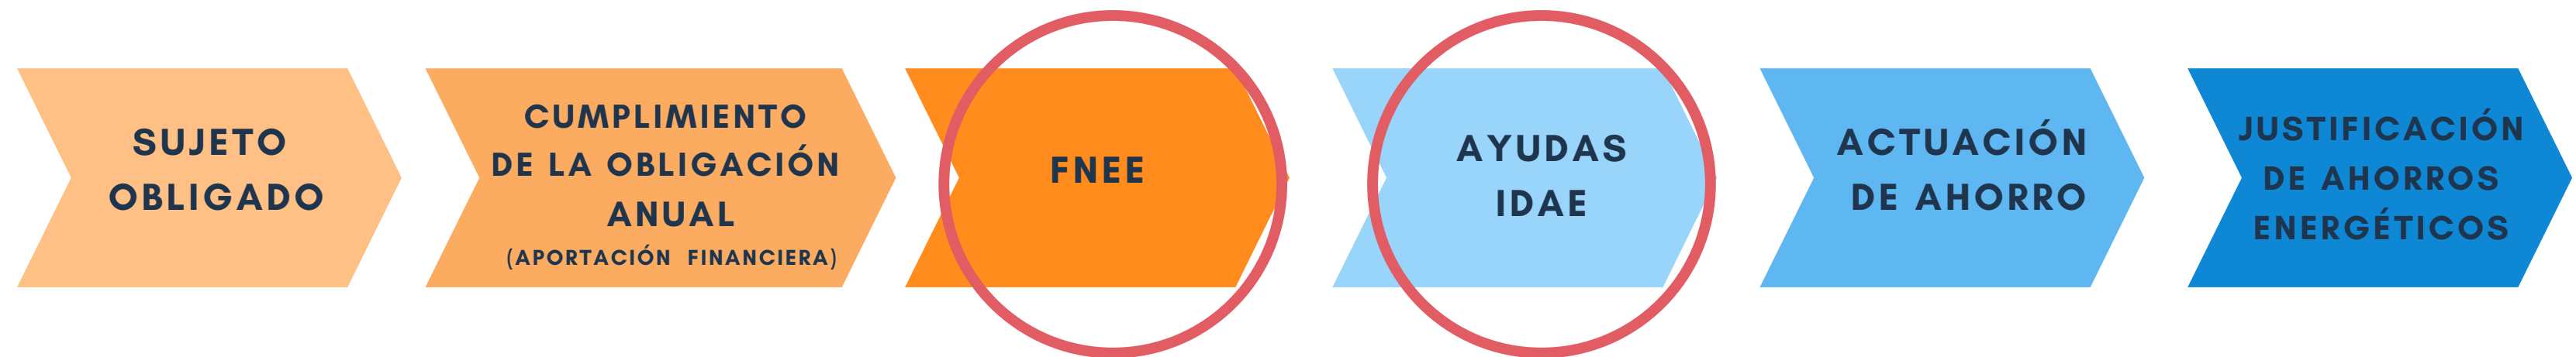 SUJETO
OBLIGADO
CUMPLIMIENTO
DE LA OBLIGACIÓN
ANUAL
(APORTACIÓN FINANCIERA)
FNEE
AYUDAS
IDAE
ACTUACIÓN
DE AHORRO
JUSTIFICACIÓN
DE AHORROS
ENERGÉTICOS